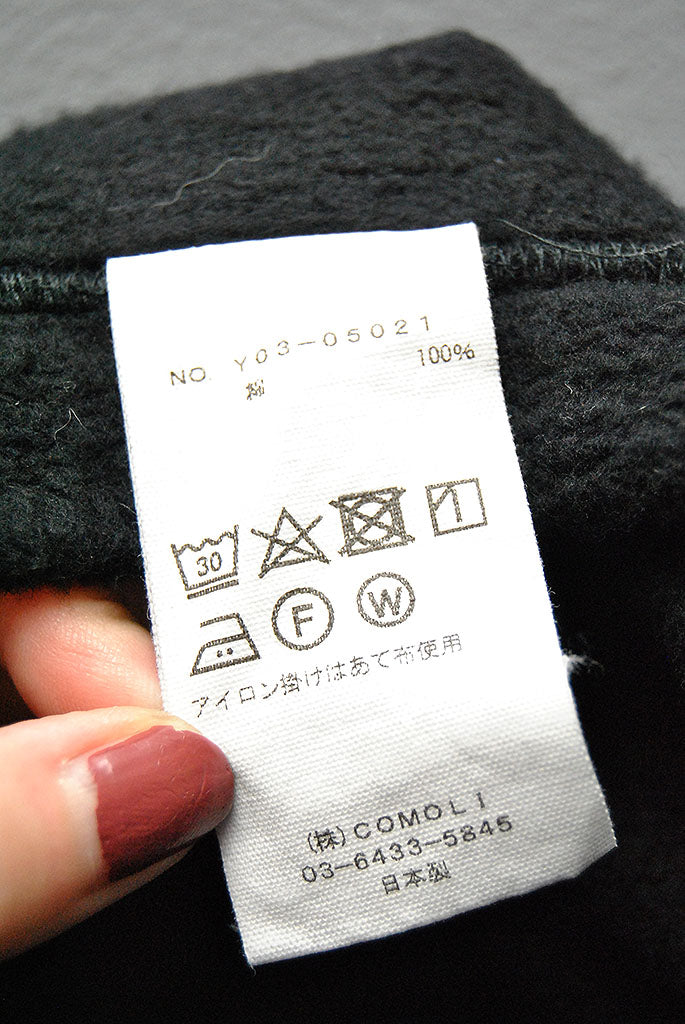 NO. Y03-05021
綿 100%
30
F W
アイロン掛けはあて布使用
(株)COMOLI
03-6433-5845
日本製